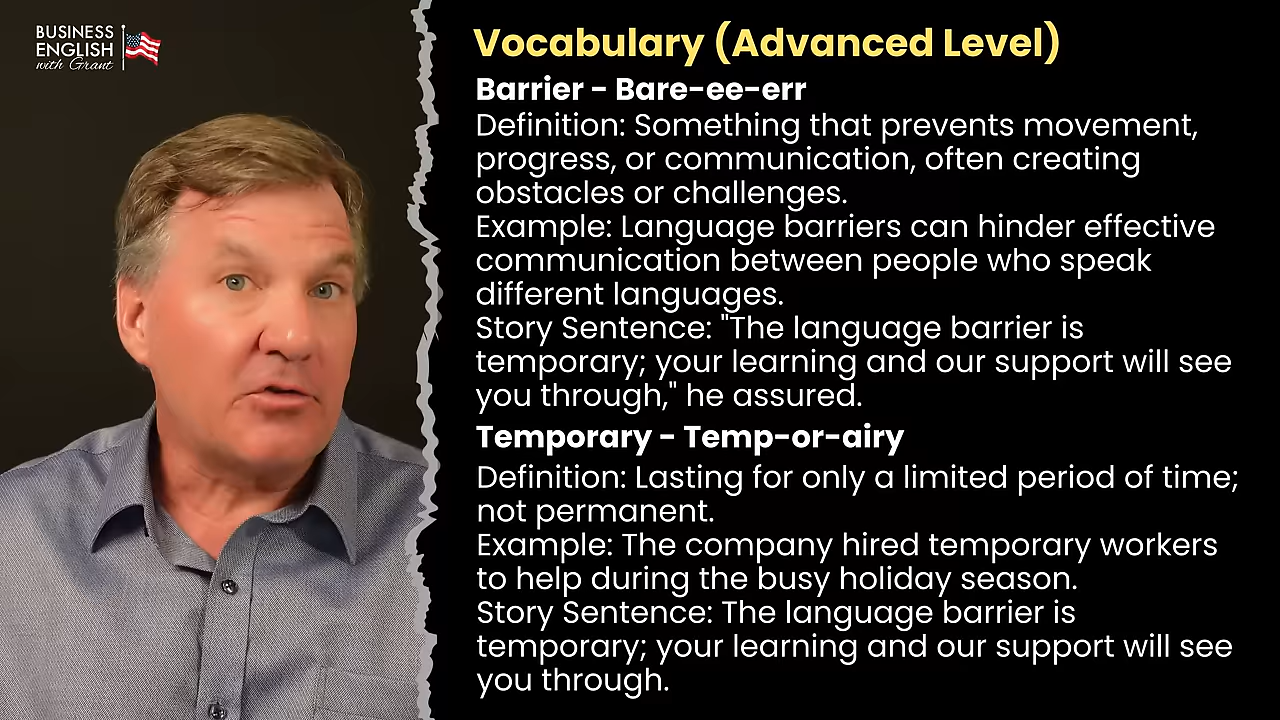 BUSINESS
ENGLISH
with Grant
Vocabulary (Advanced Level)
Barrier - Bare-ee-err
Definition: Something that prevents movement,
progress, or communication, often creating
obstacles or challenges.
Example: Language barriers can hinder effective
communication between people who speak
different languages.
Story Sentence: "The language barrier is
temporary; your learning and our support will see
you through," he assured.
Temporary - Temp-or-airy
Definition: Lasting for only a limited period of time;
not permanent.
Example: The company hired temporary workers
to help during the busy holiday season.
Story Sentence: The language barrier is
temporary; your learning and our support will see
you through.